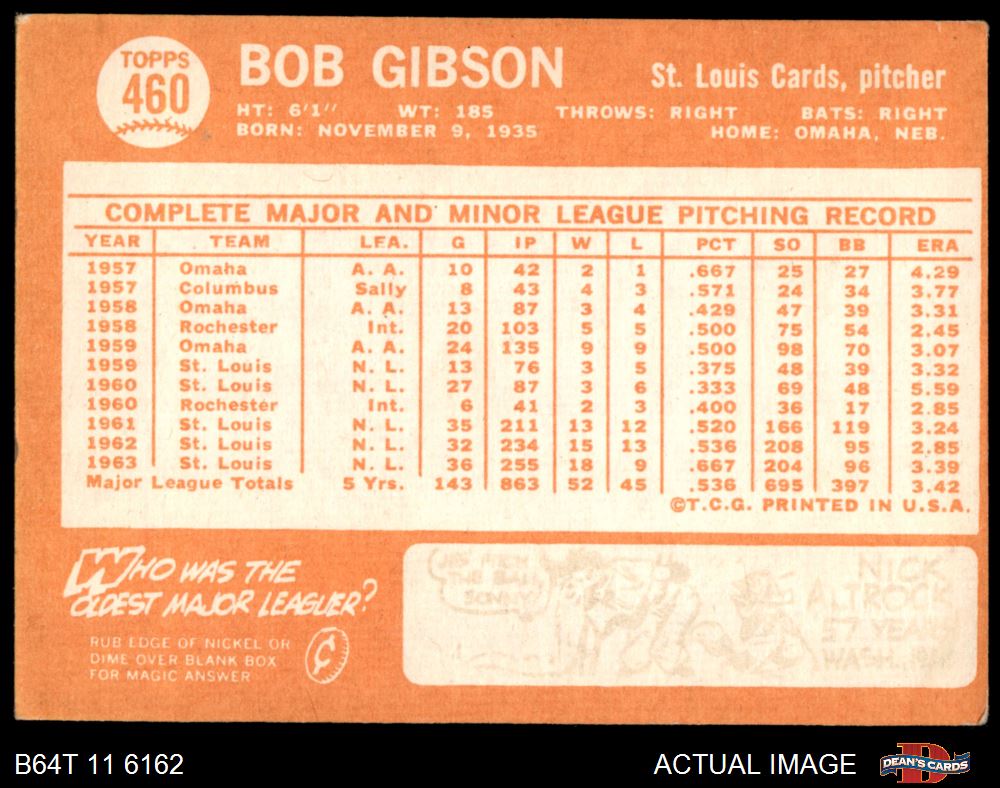 TOPPS
460
BOB GIBSON
St. Louis Cards, pitcher
HT: 6'1" WT: 185 THROWS: RIGHT BATS: RIGHT
BORN: NOVEMBER 9, 1935 HOME: OMAHA, NEB.
COMPLETE MAJOR AND MINOR LEAGUE PITCHING RECORD
YEAR TEAM LEA. G IP W L PCT SO BB ERA
1957 Omaha A. A. 10 42 2 1 .667 25 27 4.29
1957 Columbus Sally 8 43 4 3 .571 24 34 3.77
1958 Omaha A. A. 13 87 3 4 .429 47 39 3.31
1958 Rochester Int. 20 103 5 5 .500 75 54 2.45
1959 Omaha A. A. 24 135 9 9 .500 98 70 3.07
1959 St. Louis N. L. 13 76 3 5 .375 48 39 3.32
1960 St. Louis N. L. 27 87 3 6 .333 69 48 5.59
1960 Rochester Int. 6 41 2 3 .400 36 17 2.85
1961 St. Louis N. L. 35 211 13 12 .520 166 119 3.24
1962 St. Louis N. L. 32 234 15 13 .536 208 95 2.85
1963 St. Louis N. L. 36 255 18 9 .667 204 96 3.39
Major League Totals 5 Yrs. 143 863 52 45 .536 695 397 3.42
©T.C.G. PRINTED IN U.S.A.
WHO WAS THE
OLDEST MAJOR LEAGUER?
RUB EDGE OF NICKEL OR
DIME OVER BLANK BOX
FOR MAGIC ANSWER
¢
THE BALL
SONNY
NICK
ALTROCK
57 YEARS
WASH.
B64T 11 6162
ACTUAL IMAGE
DEAN'S CARDS